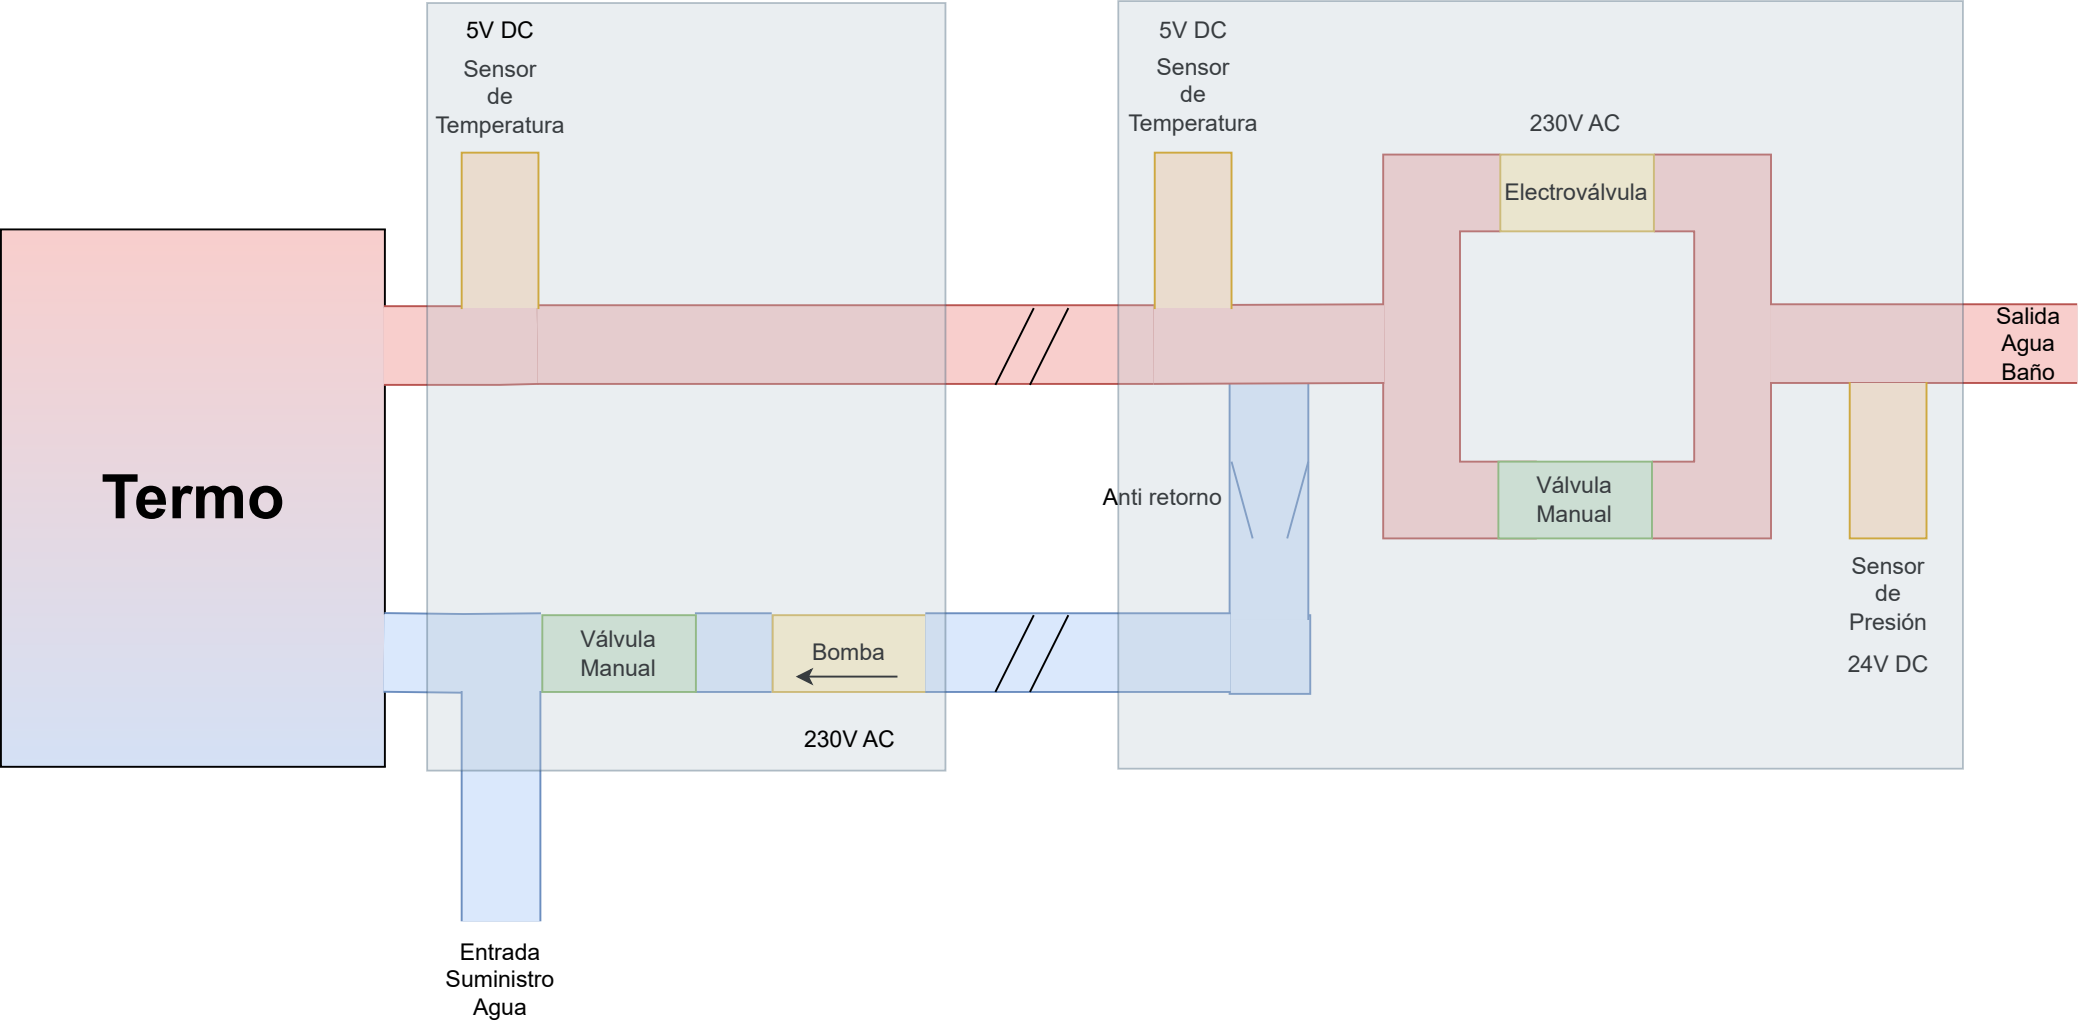 5V DC
Sensor
de
Temperatura
5V DC
Sensor
de
Temperatura
230V AC
Electroválvula
Salida
Agua
Baño
Termo
Anti retorno
Válvula
Manual
Sensor
de
Presión
24V DC
Válvula
Manual
Bomba
230V AC
Entrada
Suministro
Agua